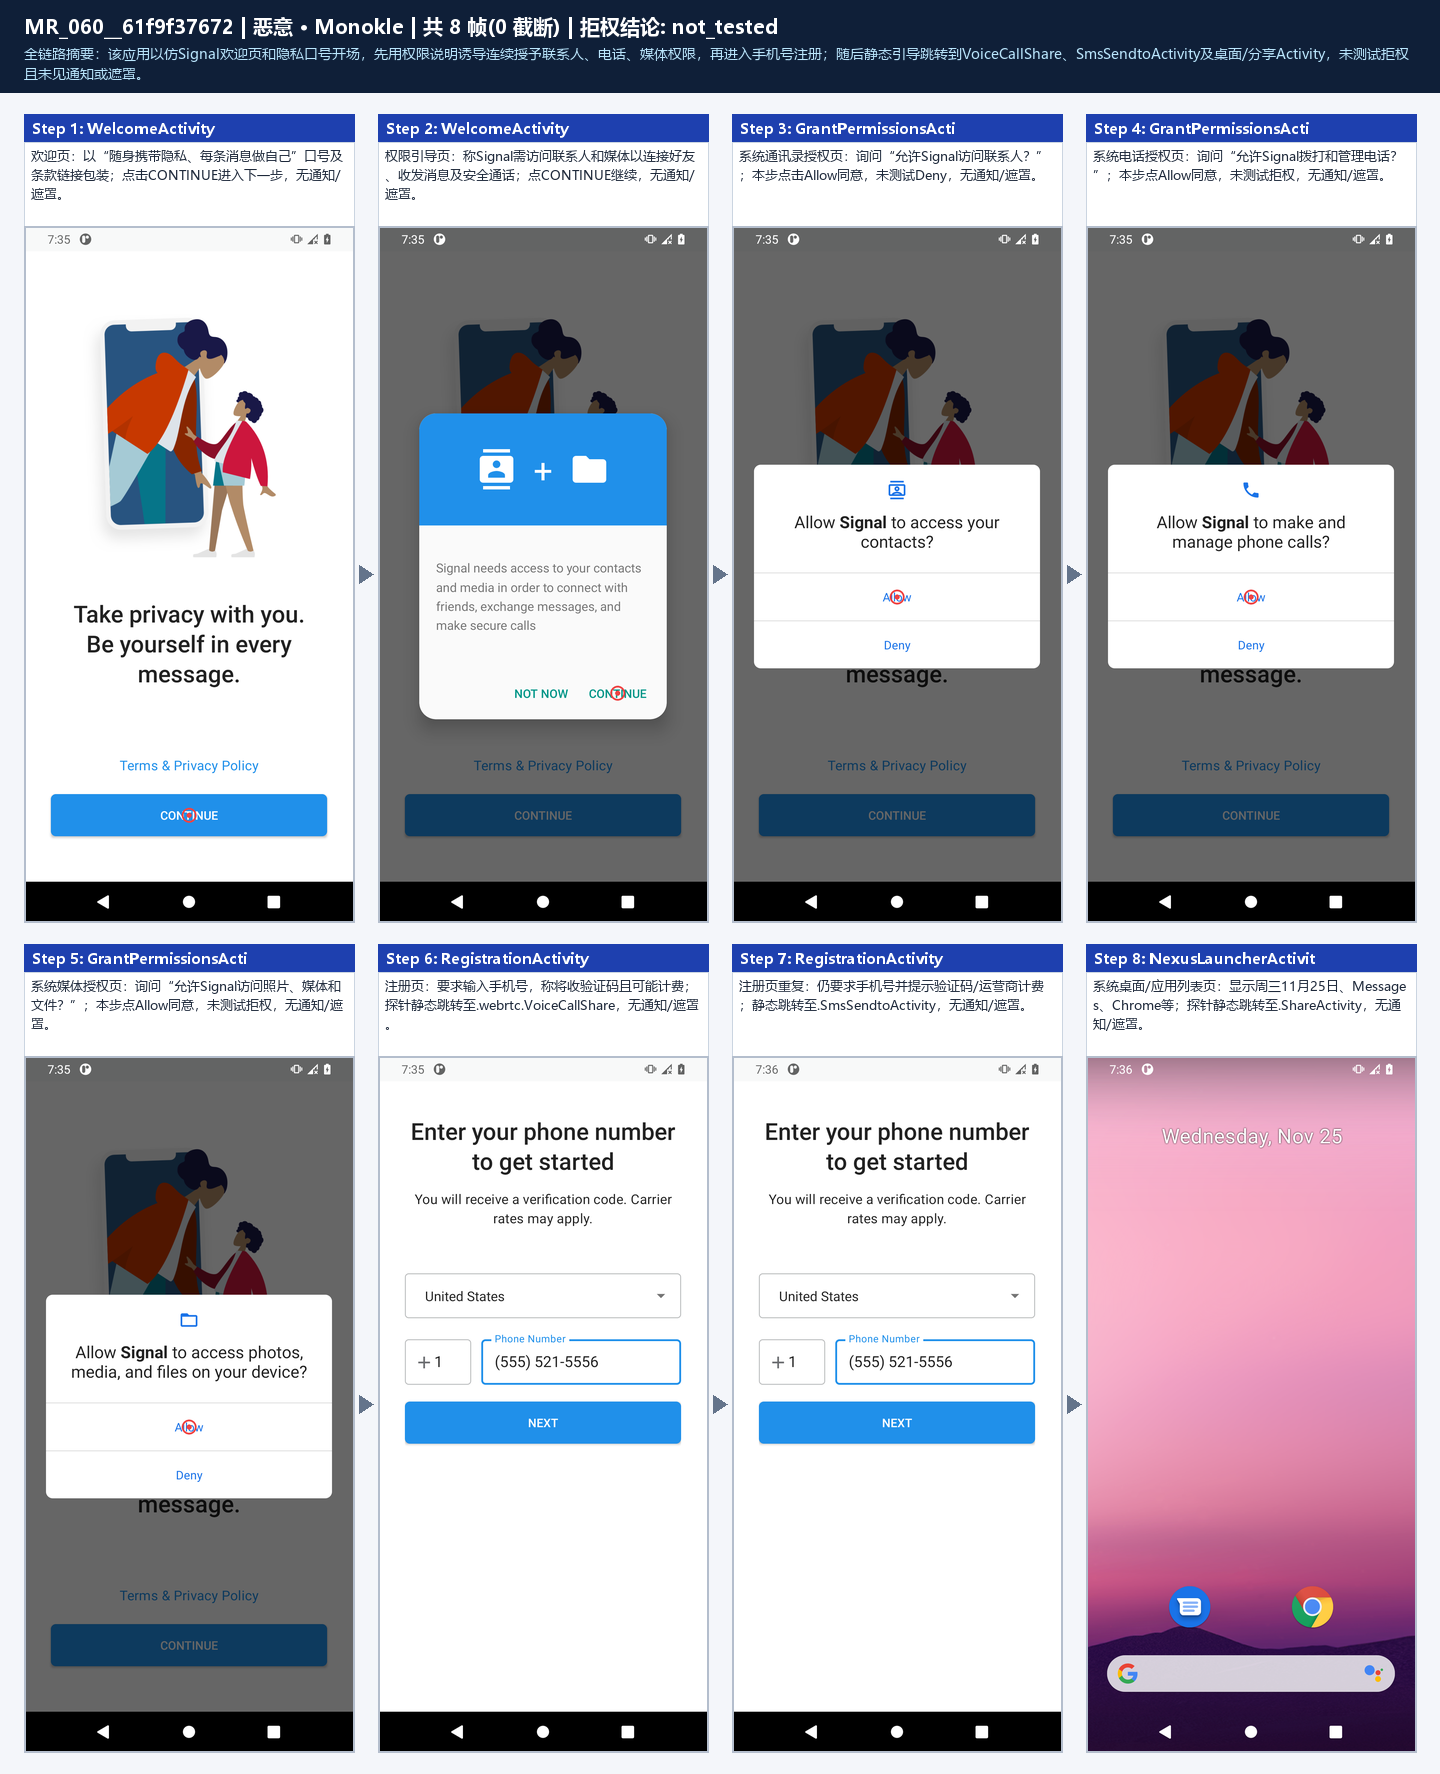 MR_060__61f9f37672 | 恶意 • Monokle | 共 8 帧(0 截断) | 拒权结论: not_tested
全链路摘要：该应用以仿Signal欢迎页和隐私口号开场，先用权限说明诱导连续授予联系人、电话、媒体权限，再进入手机号注册；随后静态引导跳转到VoiceCallShare、SmsSendtoActivity及桌面/分享Activity，未测试拒权
且未见通知或遮罩。
Step 1: WelcomeActivity
欢迎页：以“随身携带隐私、每条消息做自己”口号及
条款链接包装；点击CONTINUE进入下一步，无通知/
遮罩。
7:35
Take privacy with you.
Be yourself in every
message.
Terms & Privacy Policy
CONTINUE
Step 2: WelcomeActivity
权限引导页：称Signal需访问联系人和媒体以连接好友
、收发消息及安全通话；点CONTINUE继续，无通知/
遮罩。
7:35
Signal needs access to your contacts
and media in order to connect with
friends, exchange messages, and
make secure calls
NOT NOW CONTINUE
Terms & Privacy Policy
CONTINUE
Step 3: GrantPermissionsActi
系统通讯录授权页：询问“允许Signal访问联系人？”
；本步点击Allow同意，未测试Deny，无通知/遮罩。
7:35
Allow Signal to access your
contacts?
Allow
Deny
message.
Terms & Privacy Policy
CONTINUE
Step 4: GrantPermissionsActi
系统电话授权页：询问“允许Signal拨打和管理电话？
”；本步点Allow同意，未测试拒权，无通知/遮罩。
7:35
Allow Signal to make and
manage phone calls?
Allow
Deny
message.
Terms & Privacy Policy
CONTINUE
Step 5: GrantPermissionsActi
系统媒体授权页：询问“允许Signal访问照片、媒体和
文件？”；本步点Allow同意，未测试拒权，无通知/遮
罩。
7:35
Allow Signal to access photos,
media, and files on your device?
Allow
Deny
message.
Terms & Privacy Policy
CONTINUE
Step 6: RegistrationActivity
注册页：要求输入手机号，称将收验证码且可能计费；
探针静态跳转至.webrtc.VoiceCallShare，无通知/遮罩
。
7:35
Enter your phone number
to get started
You will receive a verification code. Carrier
rates may apply.
United States
Phone Number
+ 1 (555) 521-5556
NEXT
Step 7: RegistrationActivity
注册页重复：仍要求手机号并提示验证码/运营商计费
；静态跳转至.SmsSendtoActivity，无通知/遮罩。
7:36
Enter your phone number
to get started
You will receive a verification code. Carrier
rates may apply.
United States
Phone Number
+ 1 (555) 521-5556
NEXT
Step 8: NexusLauncherActivit
系统桌面/应用列表页：显示周三11月25日、Message
s、Chrome等；探针静态跳转至.ShareActivity，无通
知/遮罩。
7:36
Wednesday, Nov 25